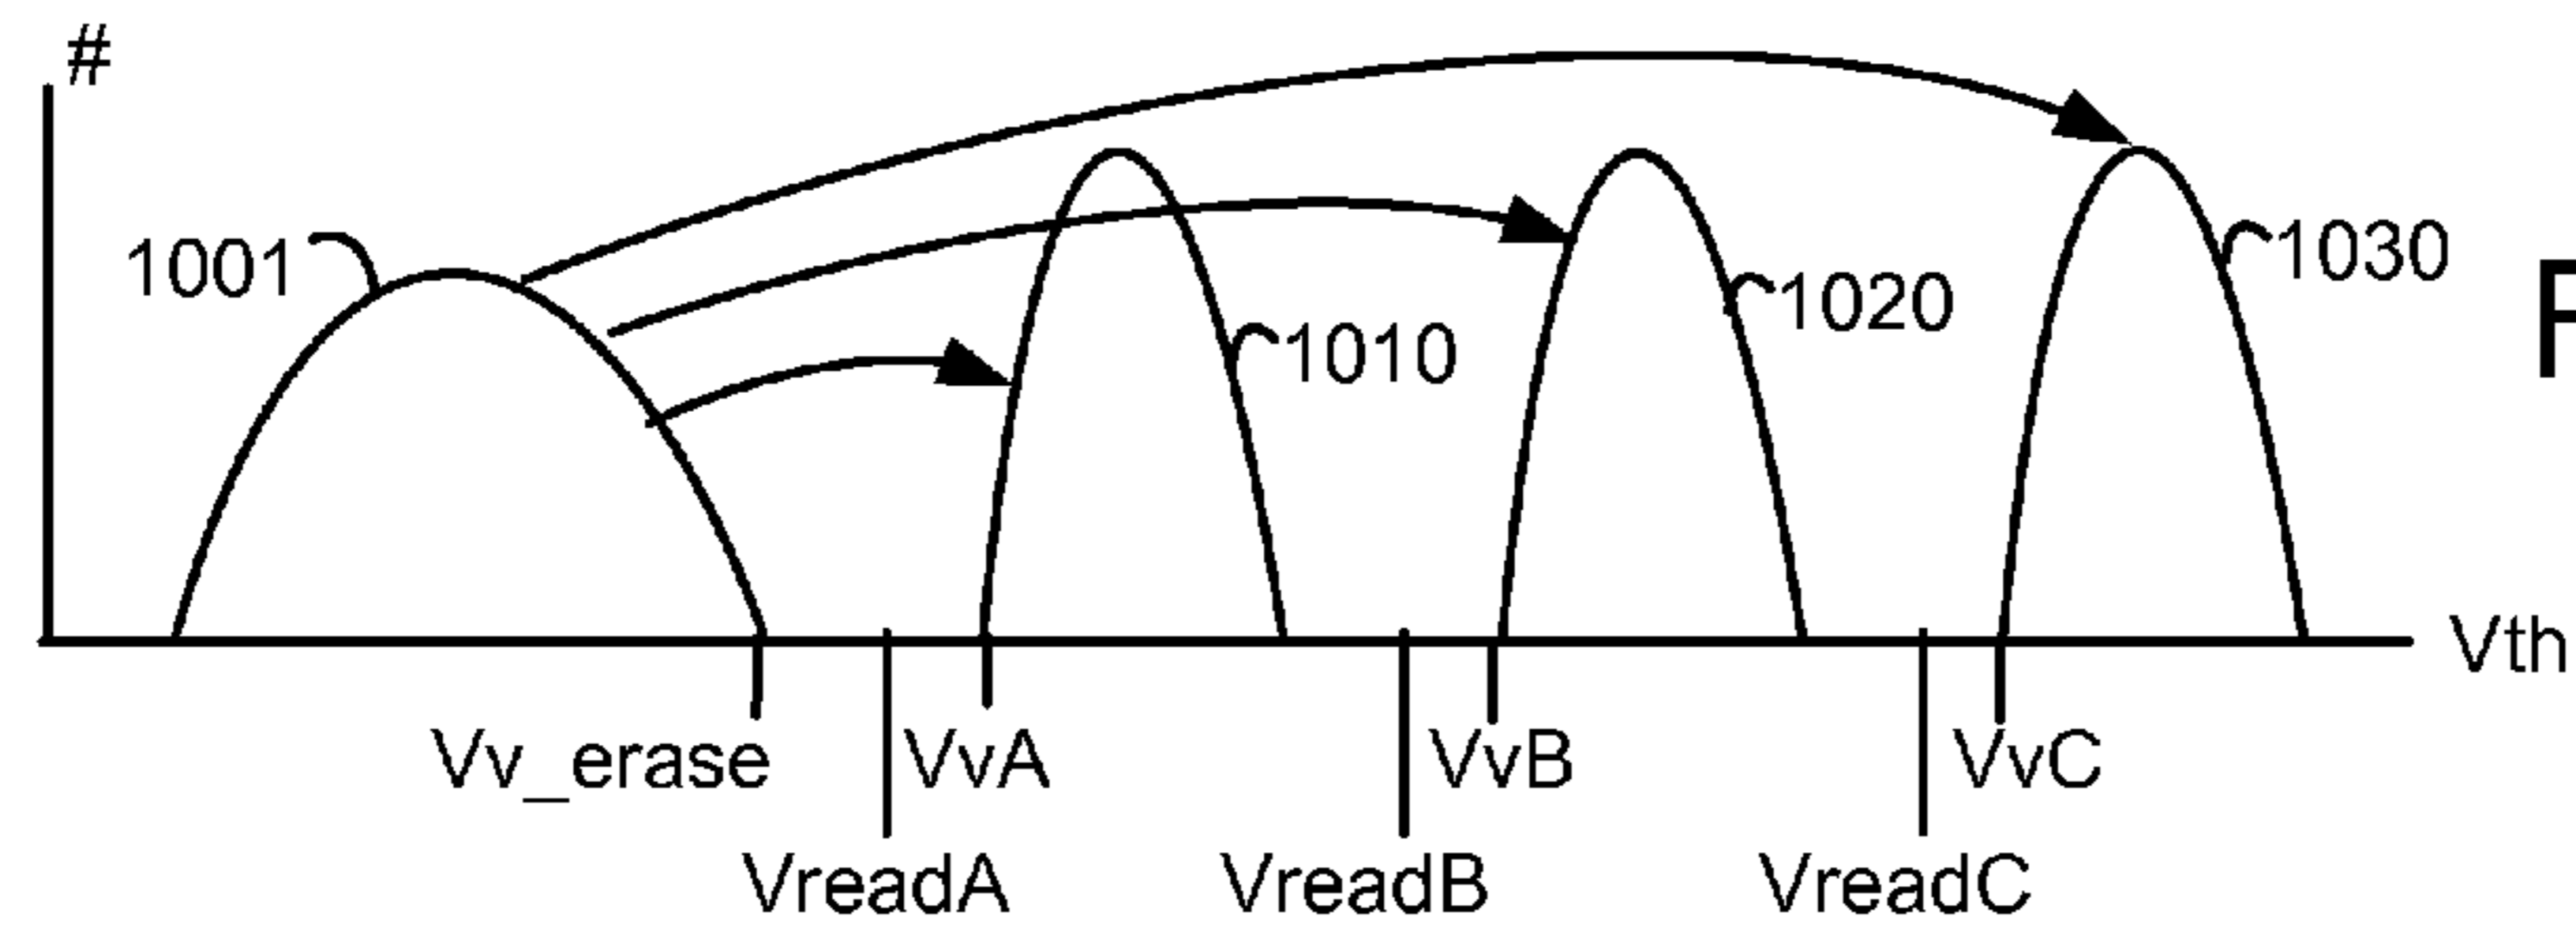 #
1001
1010
1020
1030
F
Vth
Vv_erase
VvA
VvB
VvC
VreadA
VreadB
VreadC